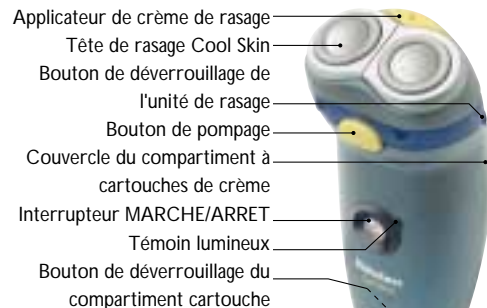 Applicateur de crème de rasage
Tête de rasage Cool Skin
Bouton de déverrouillage de
l'unité de rasage
Bouton de pompage
Couvercle du compartiment à
cartouches de crème
Interrupteur MARCHE/ARRET
Témoin lumineux
Bouton de déverrouillage du
compartiment cartouche